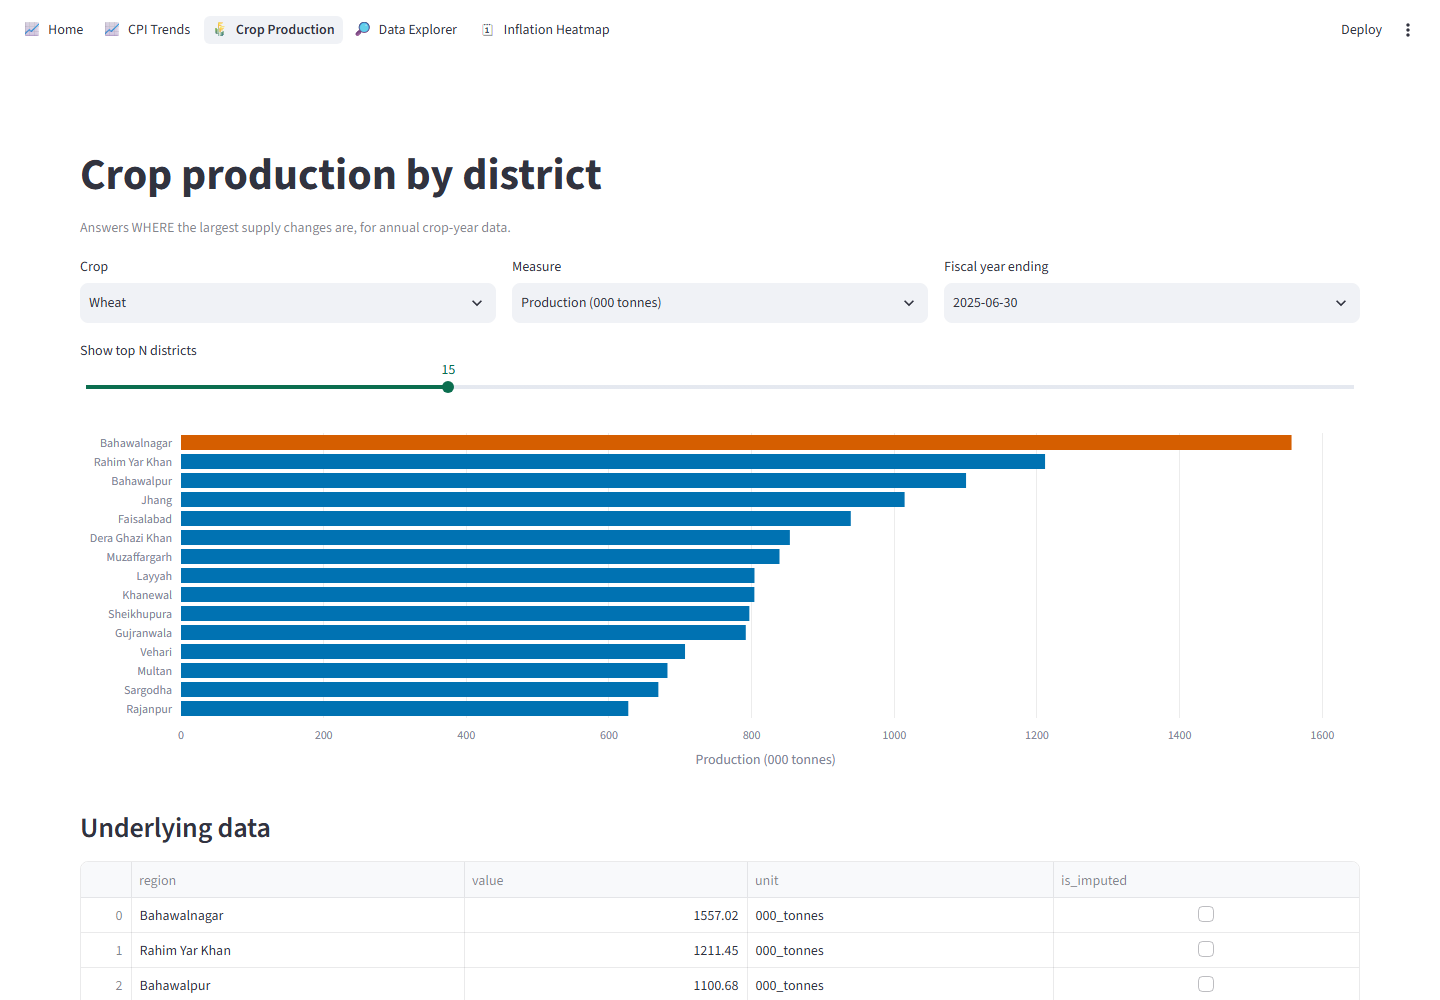 Home CPI Trends Crop Production Data Explorer Inflation Heatmap Deploy
Crop production by district
Answers WHERE the largest supply changes are, for annual crop-year data.
Crop Measure Fiscal year ending
Wheat Production (000 tonnes) 2025-06-30
Show top N districts
15
Bahawalnagar
Rahim Yar Khan
Bahawalpur
Jhang
Faisalabad
Dera Ghazi Khan
Muzaffargarh
Layyah
Khanewal
Sheikhupura
Gujranwala
Vehari
Multan
Sargodha
Rajanpur
0 200 400 600 800 1000 1200 1400 1600
Production (000 tonnes)
Underlying data
region value unit is_imputed
0 Bahawalnagar 1557.02 000_tonnes
1 Rahim Yar Khan 1211.45 000_tonnes
2 Bahawalpur 1100.68 000_tonnes